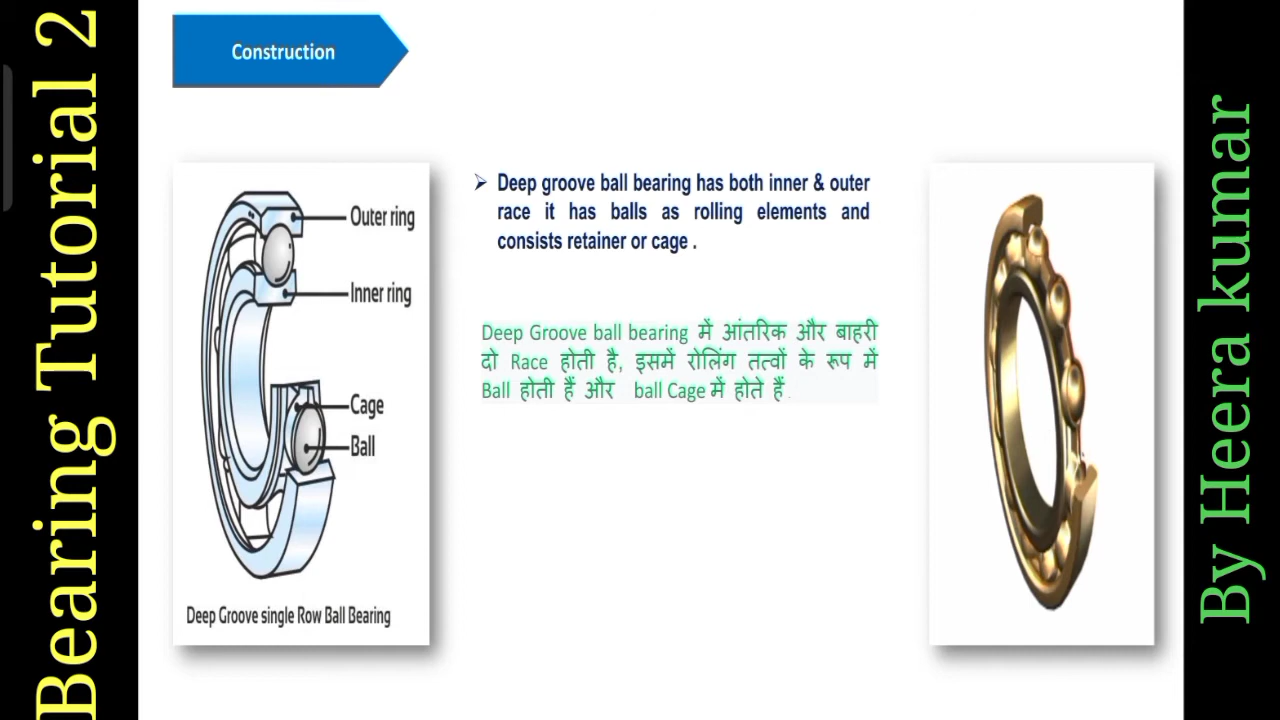 Bearing Tutorial 2
Construction
Outer ring
Inner ring
Cage
Ball
Deep Groove single Row Ball Bearing
➢ Deep groove ball bearing has both inner & outer
race it has balls as rolling elements and
consists retainer or cage .
Deep Groove ball bearing में आंतरिक और बाहरी
दो Race होती है, इसमें रोलिंग तत्वों के रूप में
Ball होती हैं और ball Cage में होते हैं .
By Heera kumar